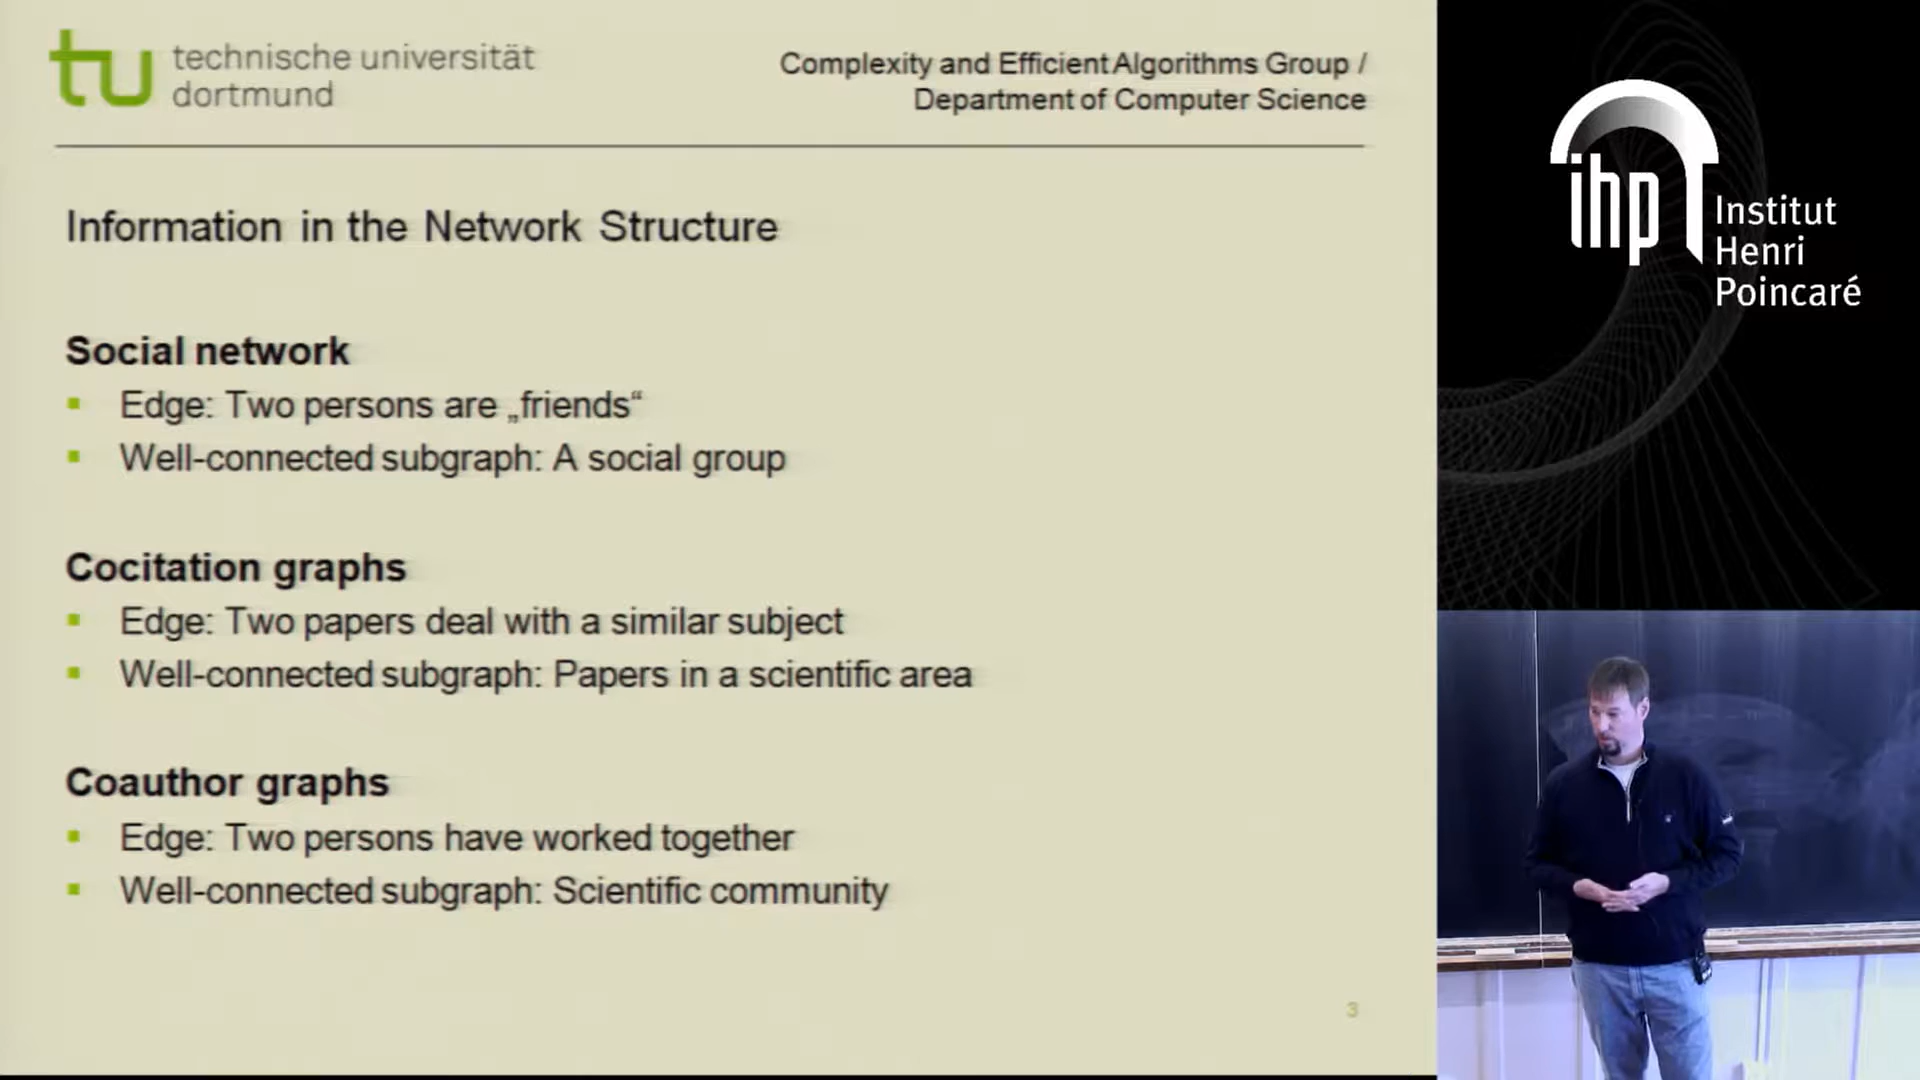 technische universität
dortmund
Complexity and Efficient Algorithms Group /
Department of Computer Science
Information in the Network Structure
Social network
Edge: Two persons are „friends“
Well-connected subgraph: A social group
Cocitation graphs
Edge: Two papers deal with a similar subject
Well-connected subgraph: Papers in a scientific area
Coauthor graphs
Edge: Two persons have worked together
Well-connected subgraph: Scientific community
3
ihp
Institut
Henri
Poincaré